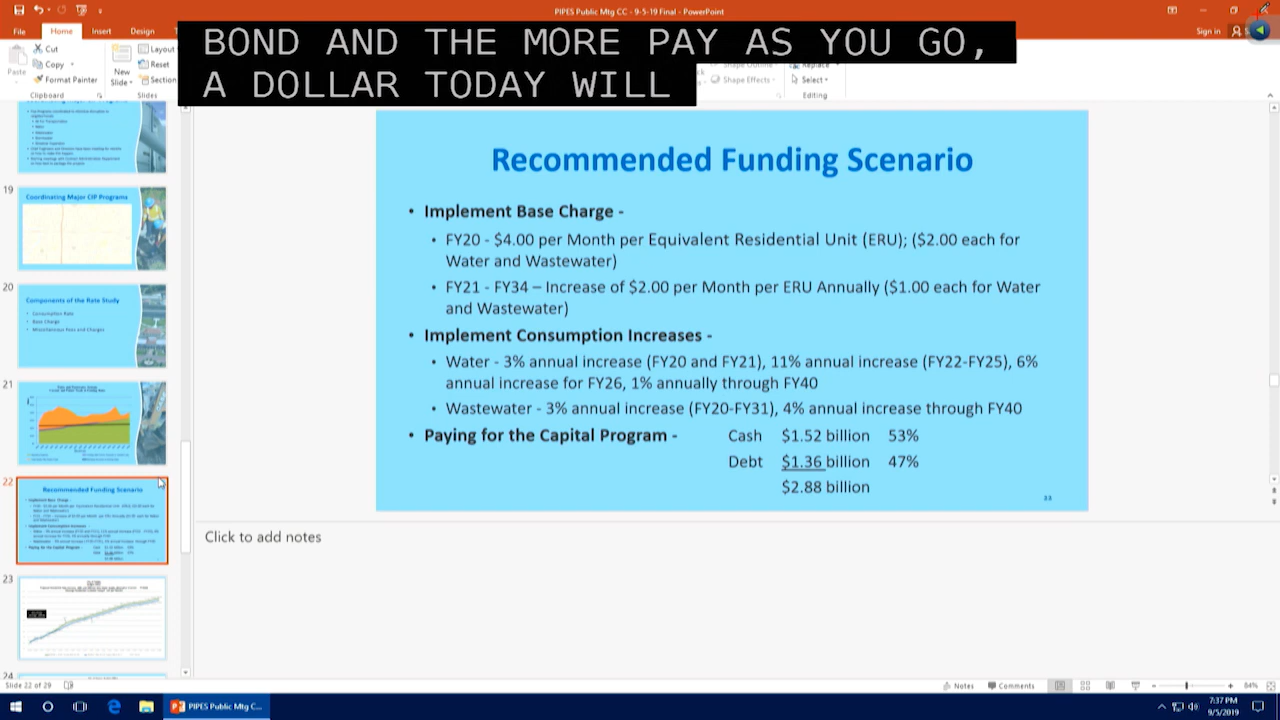 PIPES Public Mtg CC - 9-5-19 Final - PowerPoint
File Home Insert Design
Sign in
BOND AND THE MORE PAY AS YOU GO,
A DOLLAR TODAY WILL
Paste
Cut
Copy
Format Painter
Clipboard
New
Slide
Layout
Reset
Section
Slides
Shape Effects
Select
Editing
19
Coordinating Major CIP Programs
20
Components of the Rate Study
• Consumption Rate
• Base Charge
• Miscellaneous Fees and Charges
21
22
Recommended Funding Scenario
23
24
Recommended Funding Scenario
• Implement Base Charge -
• FY20 - $4.00 per Month per Equivalent Residential Unit (ERU); ($2.00 each for
Water and Wastewater)
• FY21 - FY34 – Increase of $2.00 per Month per ERU Annually ($1.00 each for Water
and Wastewater)
• Implement Consumption Increases -
• Water - 3% annual increase (FY20 and FY21), 11% annual increase (FY22-FY25), 6%
annual increase for FY26, 1% annually through FY40
• Wastewater - 3% annual increase (FY20-FY31), 4% annual increase through FY40
• Paying for the Capital Program - Cash $1.52 billion 53%
Debt $1.36 billion 47%
$2.88 billion
33
Click to add notes
Slide 22 of 29
Notes
Comments
84%
PIPES Public Mtg C...
7:37 PM
9/5/2019